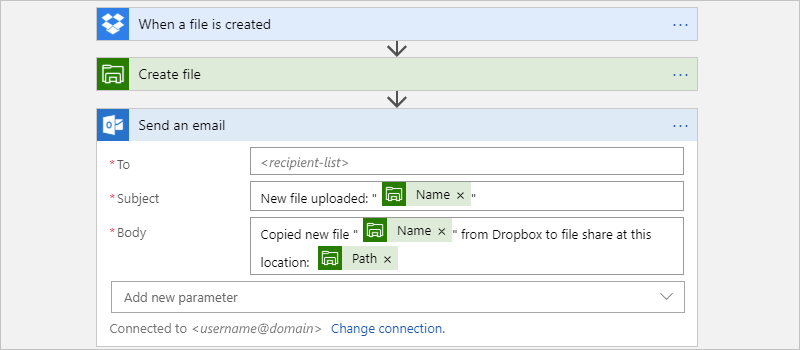 When a file is created
Create file
Send an email
*To
<recipient-list>
*Subject
New file uploaded: " Name × "
*Body
Copied new file " Name × " from Dropbox to file share at this
location: Path ×
Add new parameter
Connected to <username@domain> Change connection.